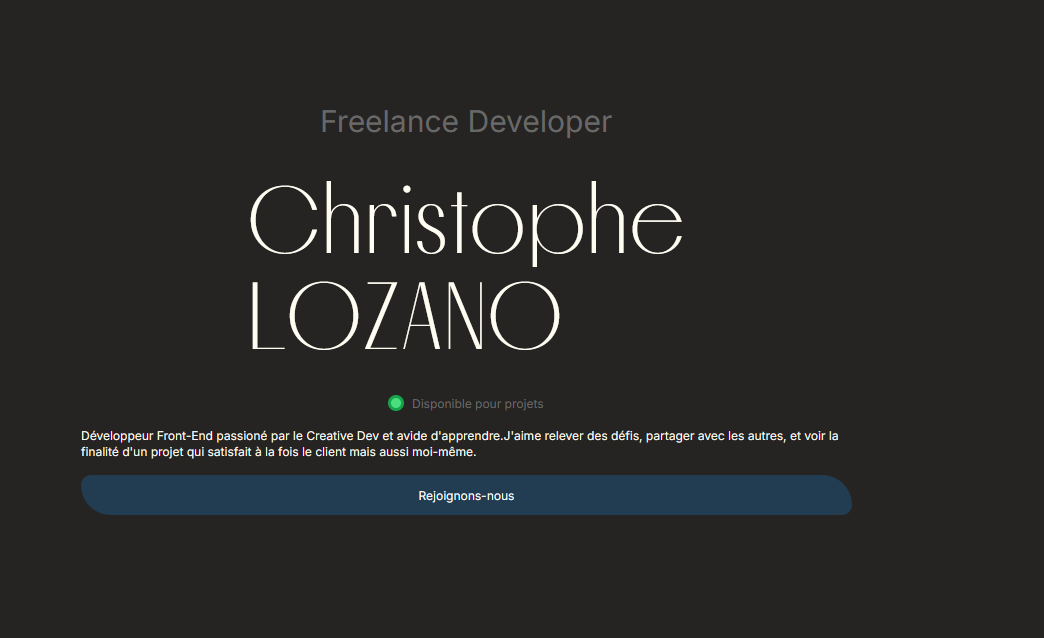 Freelance Developer
Christophe
LOZANO
Disponible pour projets
Développeur Front-End passioné par le Creative Dev et avide d'apprendre.J'aime relever des défis, partager avec les autres, et voir la
finalité d'un projet qui satisfait à la fois le client mais aussi moi-même.
Rejoignons-nous